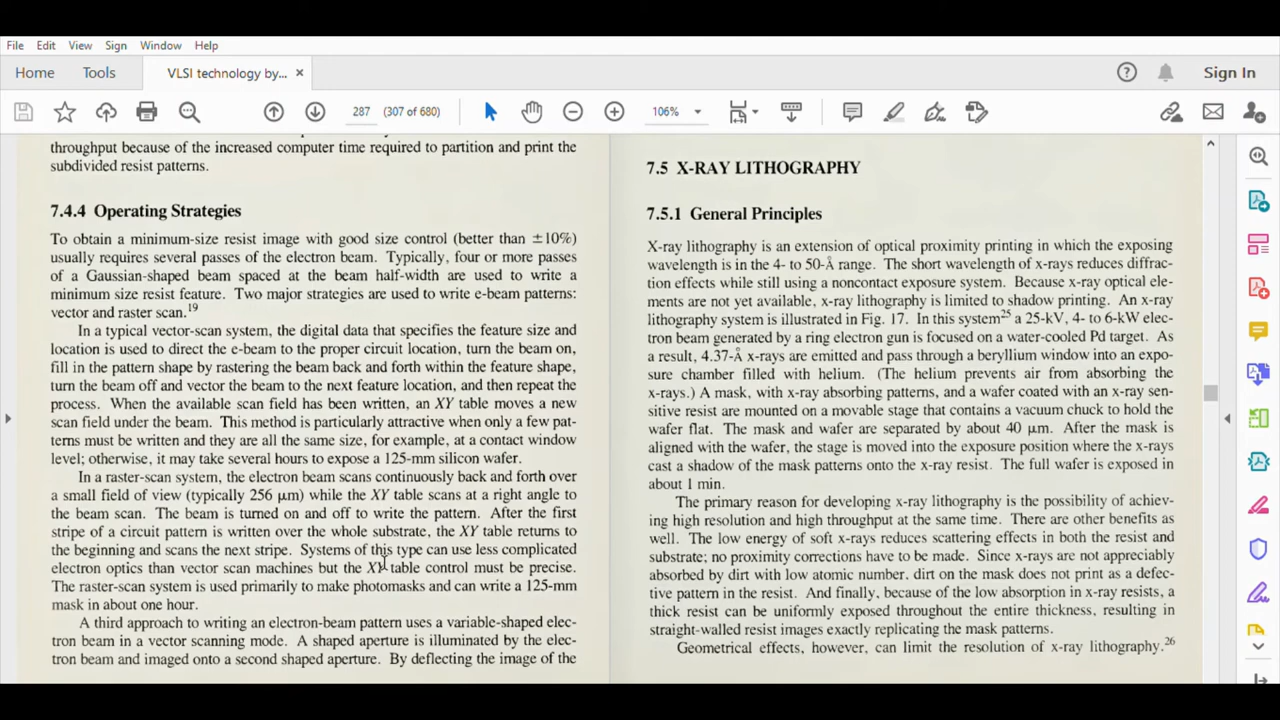 File Edit View Sign Window Help
Home Tools VLSI technology by... × Sign In
287 (307 of 680) 106%
throughput because of the increased computer time required to partition and print the
subdivided resist patterns.
7.4.4 Operating Strategies
To obtain a minimum-size resist image with good size control (better than ±10%)
usually requires several passes of the electron beam. Typically, four or more passes
of a Gaussian-shaped beam spaced at the beam half-width are used to write a
minimum size resist feature. Two major strategies are used to write e-beam patterns:
vector and raster scan.19
In a typical vector-scan system, the digital data that specifies the feature size and
location is used to direct the e-beam to the proper circuit location, turn the beam on,
fill in the pattern shape by rastering the beam back and forth within the feature shape,
turn the beam off and vector the beam to the next feature location, and then repeat the
process. When the available scan field has been written, an XY table moves a new
scan field under the beam. This method is particularly attractive when only a few pat-
terns must be written and they are all the same size, for example, at a contact window
level; otherwise, it may take several hours to expose a 125-mm silicon wafer.
In a raster-scan system, the electron beam scans continuously back and forth over
a small field of view (typically 256 μm) while the XY table scans at a right angle to
the beam scan. The beam is turned on and off to write the pattern. After the first
stripe of a circuit pattern is written over the whole substrate, the XY table returns to
the beginning and scans the next stripe. Systems of this type can use less complicated
electron optics than vector scan machines but the XY table control must be precise.
The raster-scan system is used primarily to make photomasks and can write a 125-mm
mask in about one hour.
A third approach to writing an electron-beam pattern uses a variable-shaped elec-
tron beam in a vector scanning mode. A shaped aperture is illuminated by the elec-
tron beam and imaged onto a second shaped aperture. By deflecting the image of the
7.5 X-RAY LITHOGRAPHY
7.5.1 General Principles
X-ray lithography is an extension of optical proximity printing in which the exposing
wavelength is in the 4- to 50-Å range. The short wavelength of x-rays reduces diffrac-
tion effects while still using a noncontact exposure system. Because x-ray optical ele-
ments are not yet available, x-ray lithography is limited to shadow printing. An x-ray
lithography system is illustrated in Fig. 17. In this system25 a 25-kV, 4- to 6-kW elec-
tron beam generated by a ring electron gun is focused on a water-cooled Pd target. As
a result, 4.37-Å x-rays are emitted and pass through a beryllium window into an expo-
sure chamber filled with helium. (The helium prevents air from absorbing the
x-rays.) A mask, with x-ray absorbing patterns, and a wafer coated with an x-ray sen-
sitive resist are mounted on a movable stage that contains a vacuum chuck to hold the
wafer flat. The mask and wafer are separated by about 40 μm. After the mask is
aligned with the wafer, the stage is moved into the exposure position where the x-rays
cast a shadow of the mask patterns onto the x-ray resist. The full wafer is exposed in
about 1 min.
The primary reason for developing x-ray lithography is the possibility of achiev-
ing high resolution and high throughput at the same time. There are other benefits as
well. The low energy of soft x-rays reduces scattering effects in both the resist and
substrate; no proximity corrections have to be made. Since x-rays are not appreciably
absorbed by dirt with low atomic number, dirt on the mask does not print as a defec-
tive pattern in the resist. And finally, because of the low absorption in x-ray resists, a
thick resist can be uniformly exposed throughout the entire thickness, resulting in
straight-walled resist images exactly replicating the mask patterns.
Geometrical effects, however, can limit the resolution of x-ray lithography.26